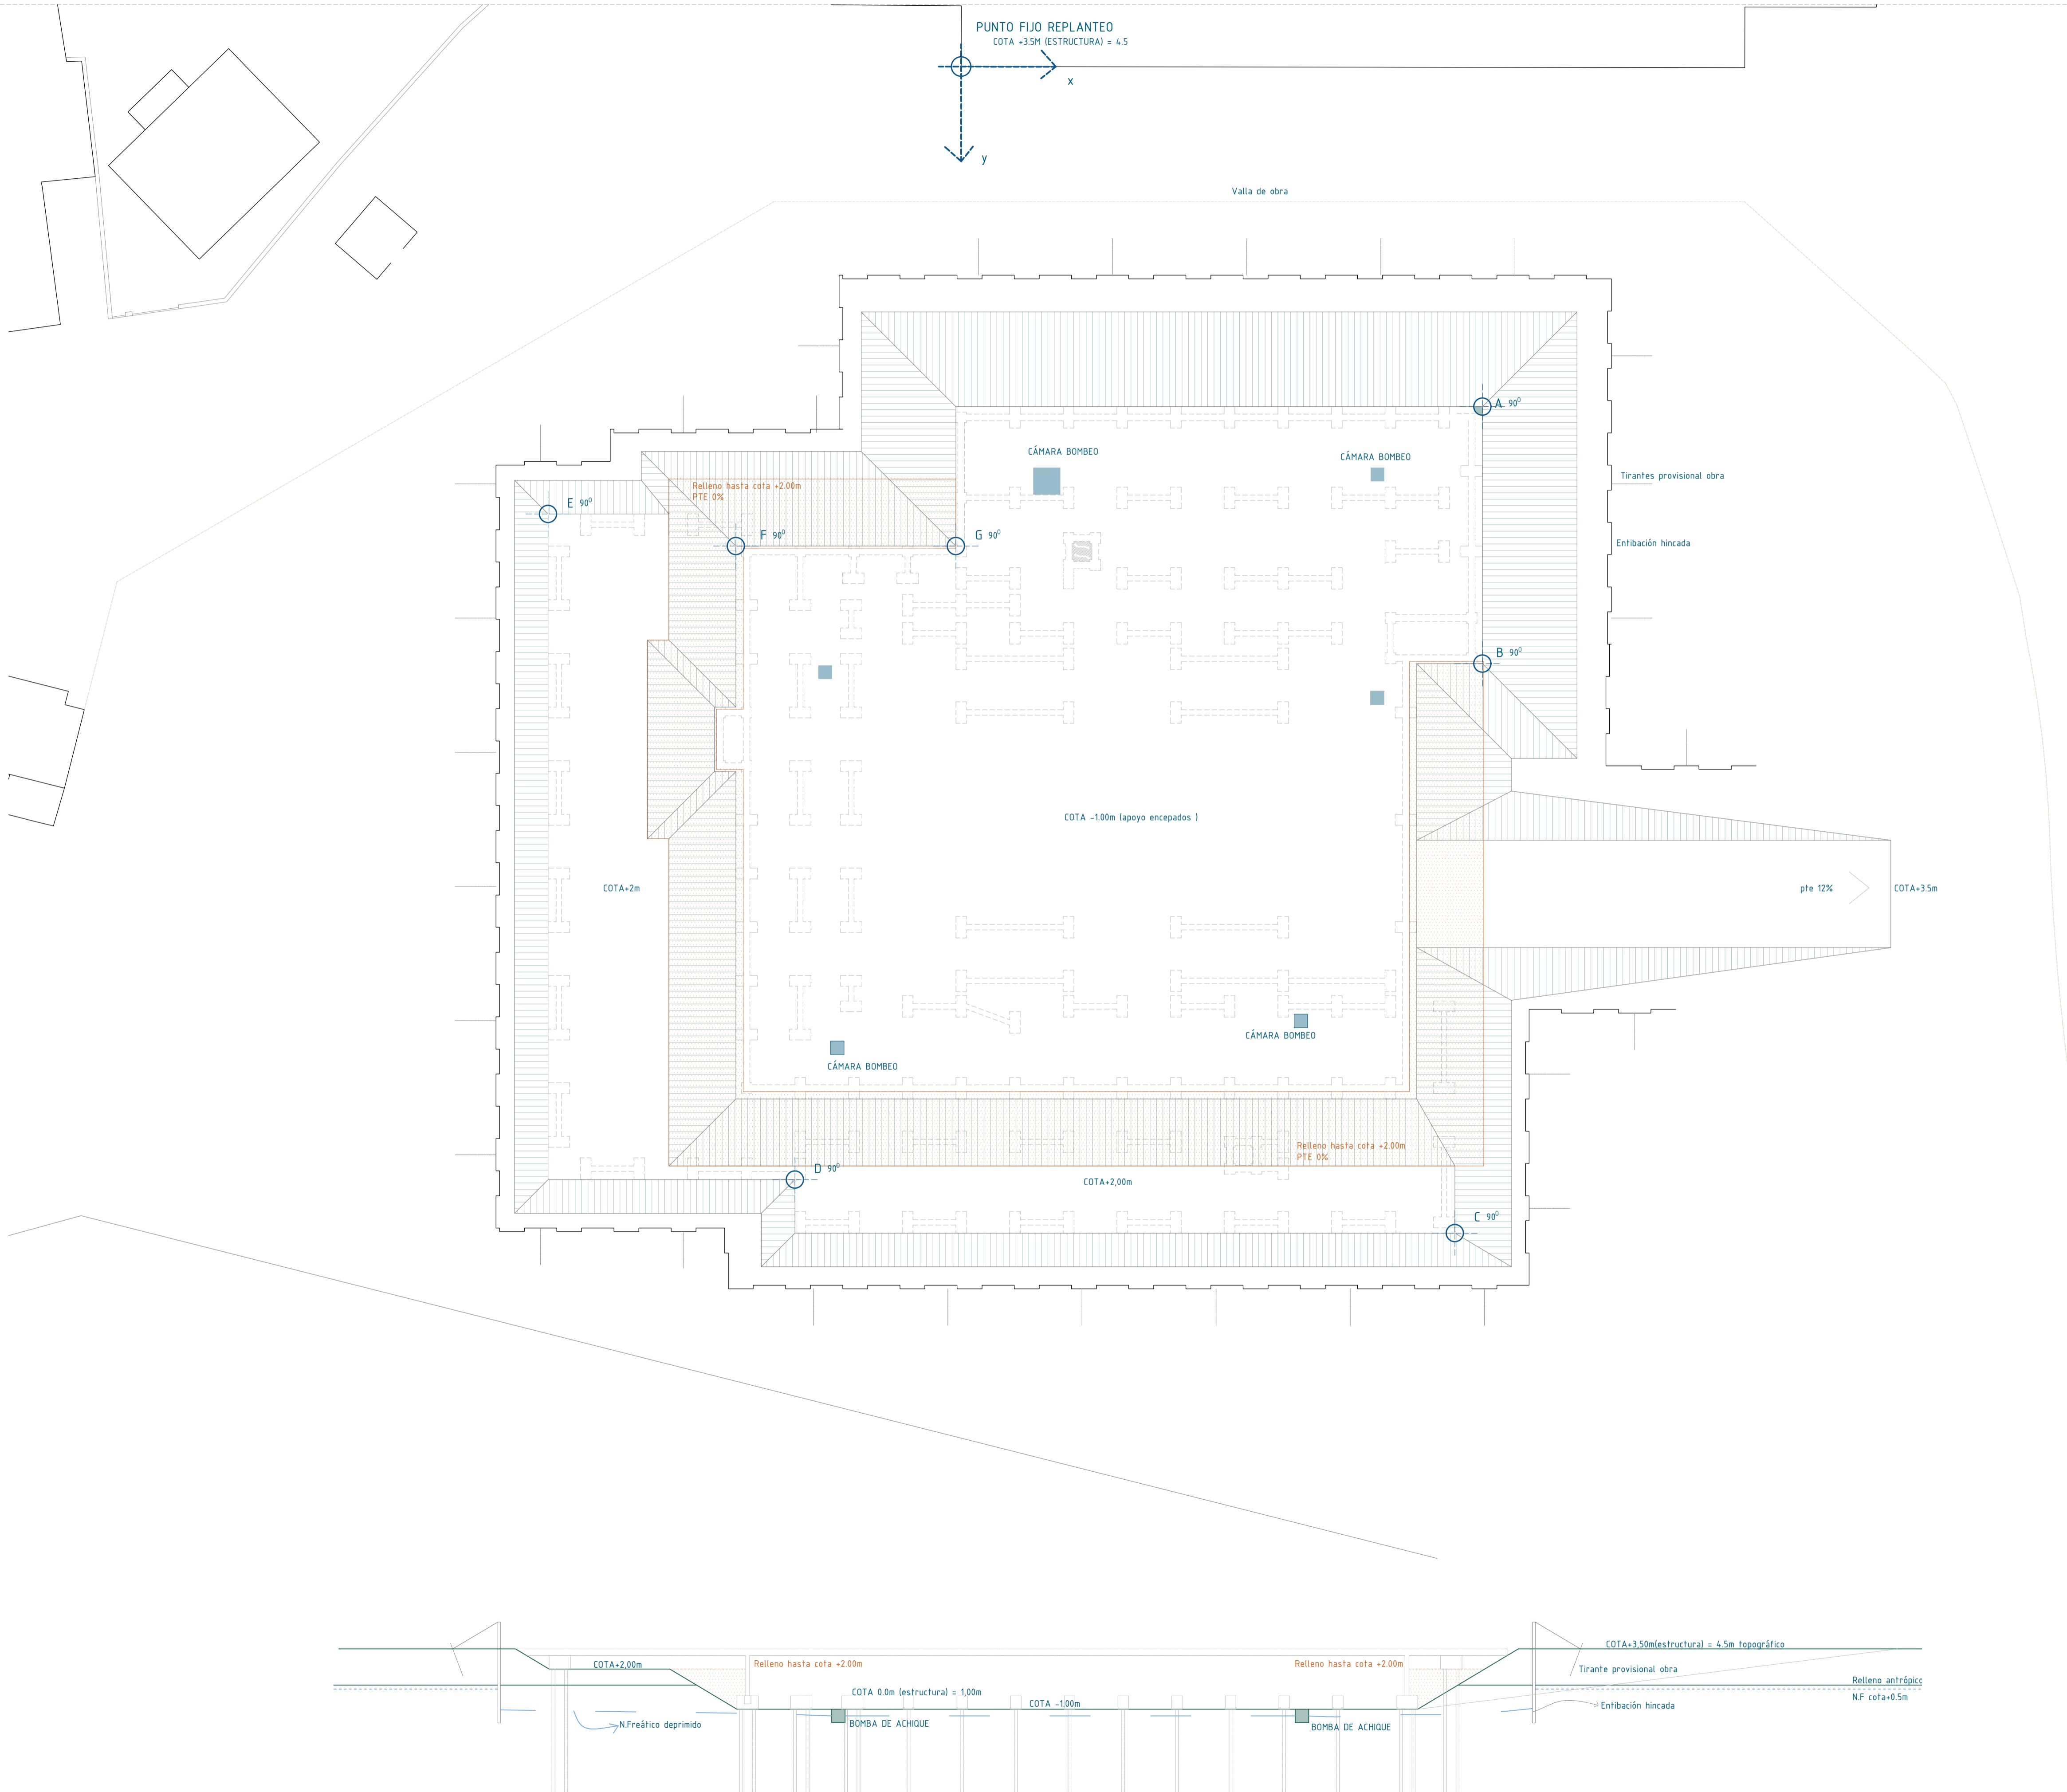 PUNTO FIJO REPLANTEO
COTA +3.5M (ESTRUCTURA) = 4.5
x
y
Valla de obra
A 90⁰
CÁMARA BOMBEO
CÁMARA BOMBEO
Tirantes provisional obra
Relleno hasta cota +2.00m
PTE 0%
E 90⁰
F 90⁰
G 90⁰
Entibación hincada
B 90⁰
COTA -1.00m (apoyo encepados )
COTA+2m
pte 12%
COTA+3.5m
CÁMARA BOMBEO
CÁMARA BOMBEO
Relleno hasta cota +2.00m
PTE 0%
D 90⁰
COTA+2,00m
C 90⁰
COTA+3,50m(estructura) = 4.5m topográfico
COTA+2,00m
Relleno hasta cota +2.00m
Relleno hasta cota +2.00m
Tirante provisional obra
Relleno antrópico
COTA 0.0m (estructura) = 1,00m
N.F cota+0.5m
COTA -1.00m
Entibación hincada
N.Freático deprimido
BOMBA DE ACHIQUE
BOMBA DE ACHIQUE